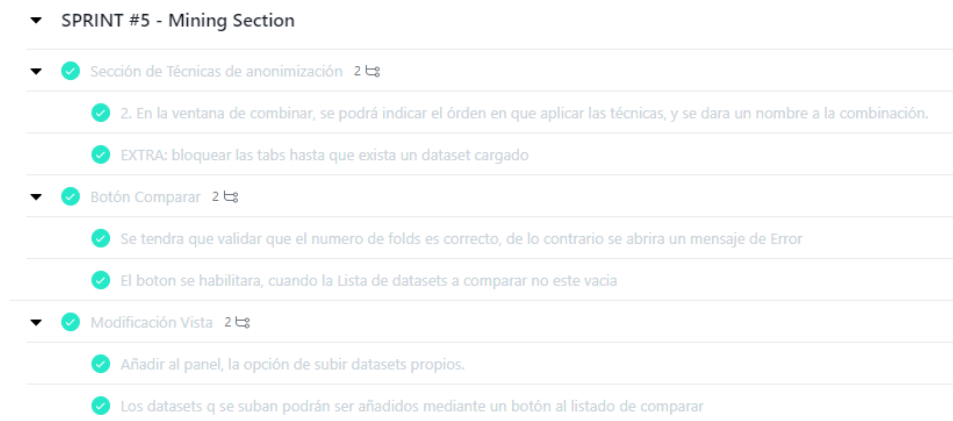 SPRINT #5 - Mining Section
Sección de Técnicas de anonimización 2
2. En la ventana de combinar, se podrá indicar el órden en que aplicar las técnicas, y se dara un nombre a la combinación.
EXTRA: bloquear las tabs hasta que exista un dataset cargado
Botón Comparar 2
Se tendra que validar que el numero de folds es correcto, de lo contrario se abrira un mensaje de Error
El boton se habilitara, cuando la Lista de datasets a comparar no este vacia
Modificación Vista 2
Añadir al panel, la opción de subir datasets propios.
Los datasets q se suban podrán ser añadidos mediante un botón al listado de comparar